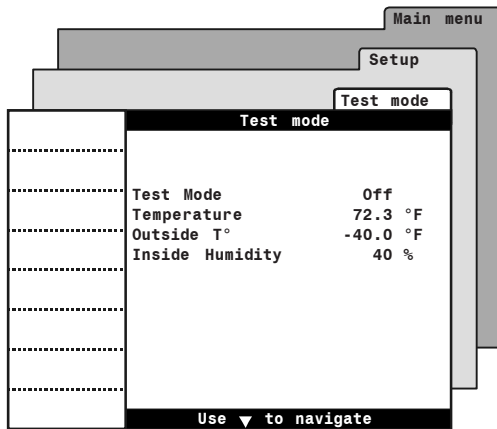 Main menu
Setup
Test mode
Test mode
Test Mode Off
Temperature 72.3 °F
Outside T° -40.0 °F
Inside Humidity 40 %
Use ▼ to navigate